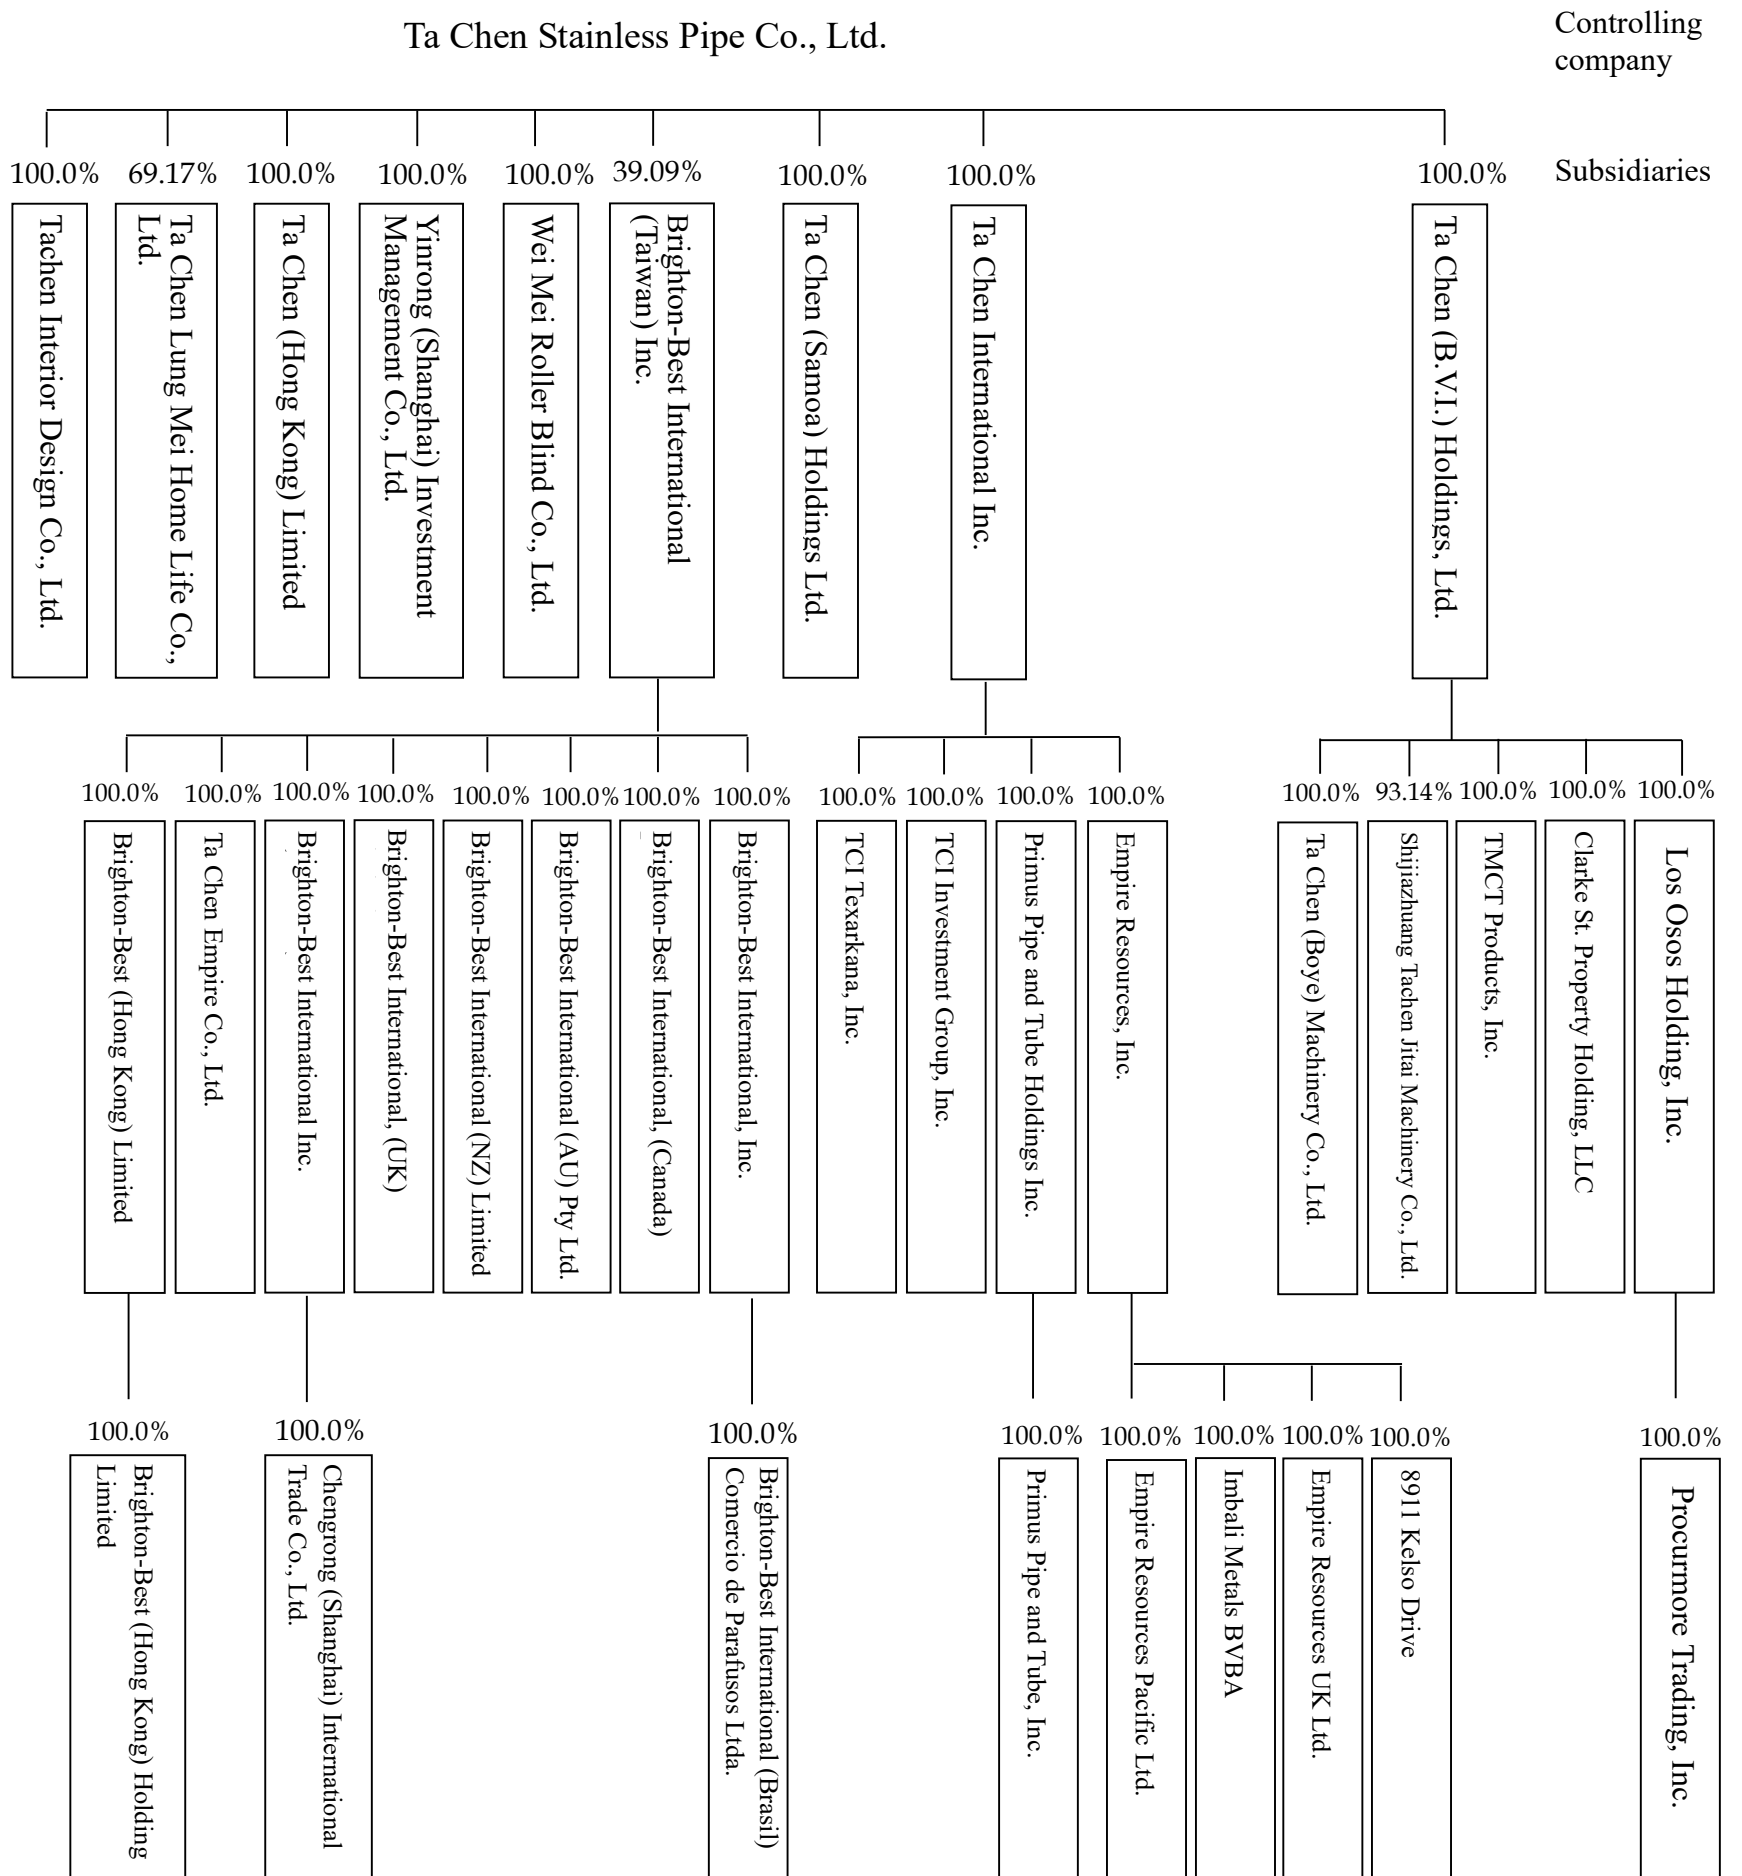 Ta Chen Stainless Pipe Co., Ltd.
Controlling
company
100.0%
69.17%
100.0%
100.0%
100.0%
39.09%
100.0%
100.0%
100.0%
Subsidiaries
Tachen Interior Design Co., Ltd.
Ta Chen Lung Mei Home Life Co.,
Ltd.
Ta Chen (Hong Kong) Limited
Yinrong (Shanghai) Investment
Management Co., Ltd.
Wei Mei Roller Blind Co., Ltd.
Brighton-Best International
(Taiwan) Inc.
Ta Chen (Samoa) Holdings Ltd.
Ta Chen International Inc.
Ta Chen (B.V.I.) Holdings, Ltd.
100.0%
100.0%
100.0%
100.0%
100.0%
100.0%
100.0%
100.0%
100.0%
100.0%
100.0%
100.0%
100.0%
93.14%
100.0%
100.0%
100.0%
Brighton-Best (Hong Kong) Limited
Ta Chen Empire Co., Ltd.
Brighton-Best International Inc.
Brighton-Best International, (UK)
Brighton-Best International (NZ) Limited
Brighton-Best International (AU) Pty Ltd.
Brighton-Best International, (Canada)
Brighton-Best International, Inc.
TCI Texarkana, Inc.
TCI Investment Group, Inc.
Primus Pipe and Tube Holdings Inc.
Empire Resources, Inc.
Ta Chen (Boye) Machinery Co., Ltd.
Shijiazhuang Tachen Jitai Machinery Co., Ltd.
TMCT Products, Inc.
Clarke St. Property Holding, LLC
Los Osos Holding, Inc.
100.0%
100.0%
100.0%
100.0%
100.0%
100.0%
100.0%
100.0%
100.0%
Brighton-Best (Hong Kong) Holding
Limited
Chengrong (Shanghai) International
Trade Co., Ltd.
Brighton-Best International (Brasil)
Comercio de Parafusos Ltda.
Primus Pipe and Tube, Inc.
Empire Resources Pacific Ltd.
Imbali Metals BVBA
Empire Resources UK Ltd.
8911 Kelso Drive
Procurmore Trading, Inc.